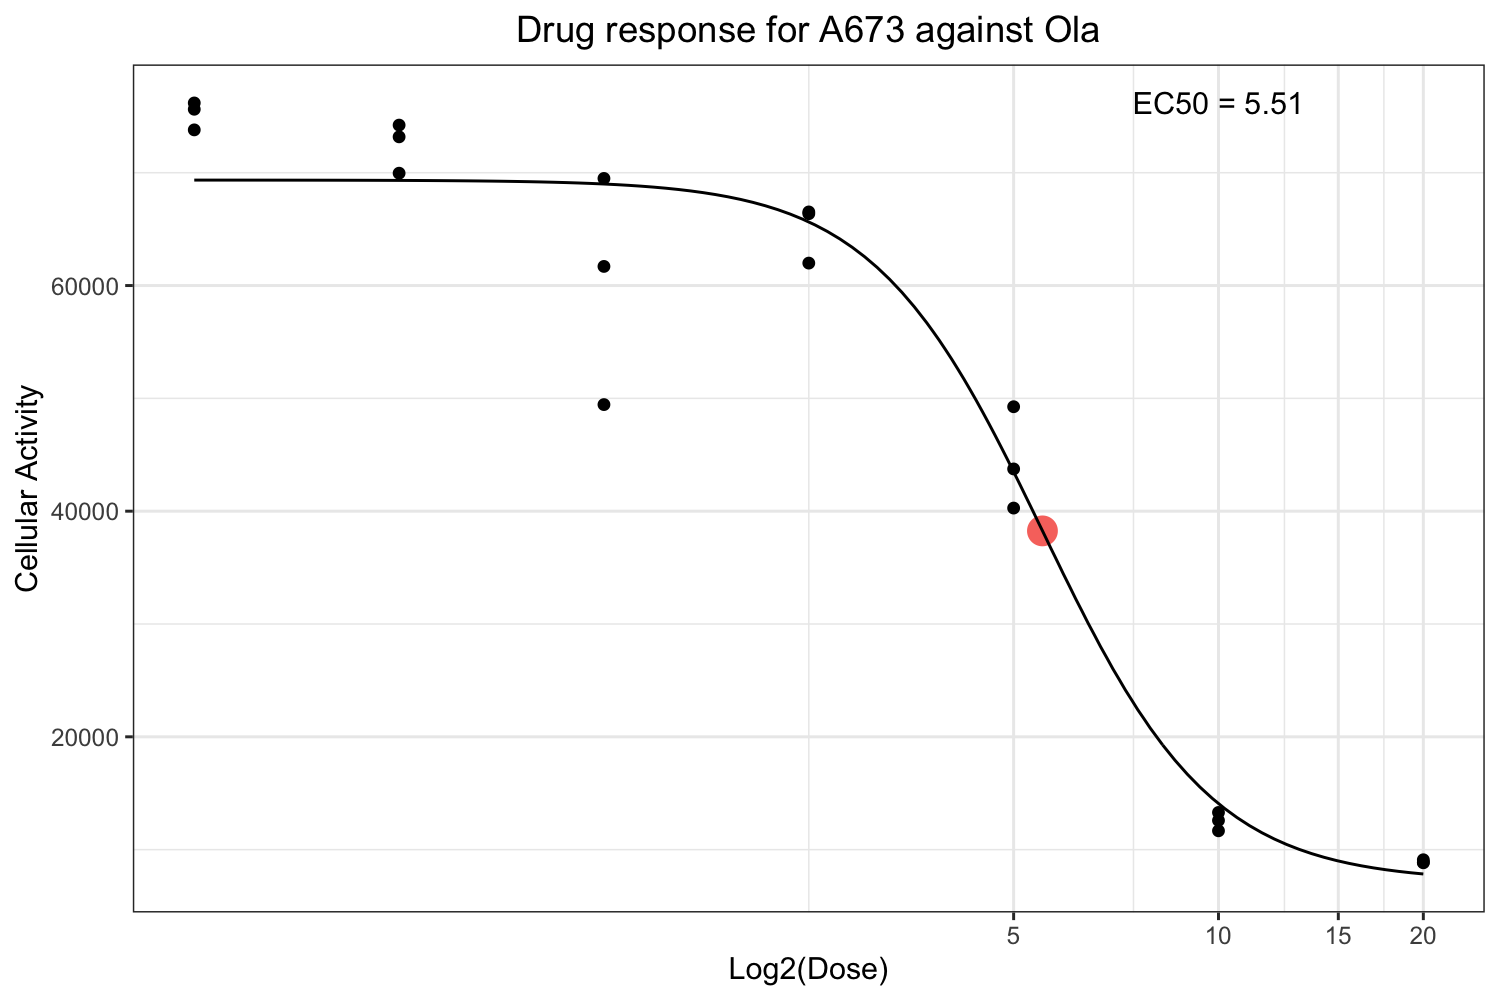 Drug response for A673 against Ola
EC50 = 5.51
60000
40000
20000
Cellular Activity
5 10 15 20
Log2(Dose)